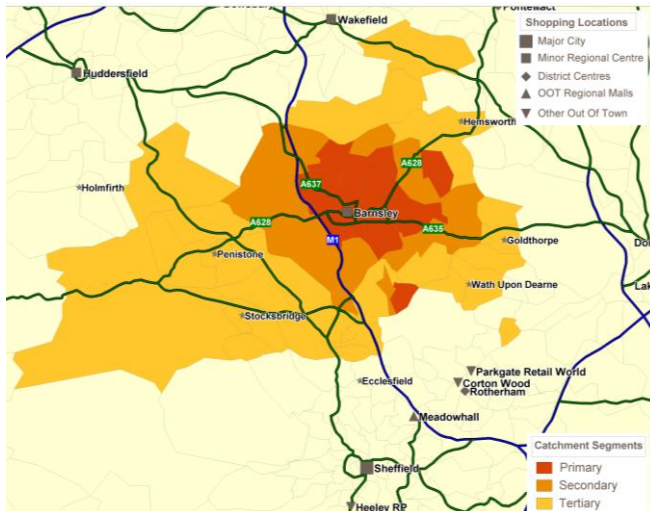 Pontefract
Wakefield
Shopping Locations
Major City
Minor Regional Centre
District Centres
OOT Regional Malls
Other Out Of Town
Huddersfield
Hemsworth
A628
A637
Holmfirth
Barnsley
A628
A635
M1
Goldthorpe
Penistone
Wath Upon Dearne
Stocksbridge
Parkgate Retail World
Corton Wood
Ecclesfield
Rotherham
Meadowhall
Catchment Segments
Primary
Sheffield
Secondary
Tertiary
Heeley RP